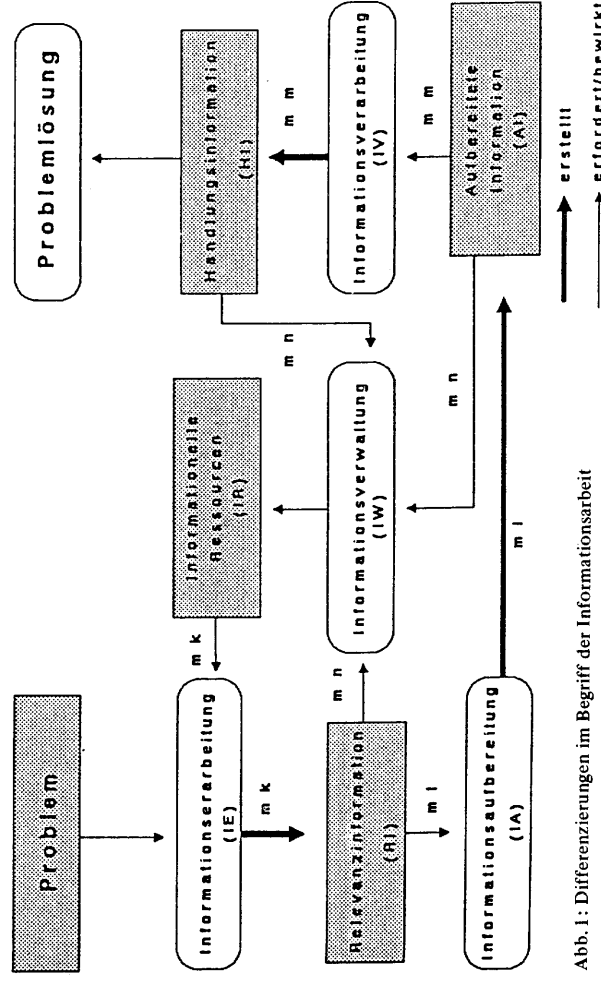 Problem
Problemlösung
Informationserarbeitung
(IE)
m k
m k
Informationelle
Ressourcen
(IR)
Handlungsinformation
(HI)
m n
m m
Relevanzinformation
(RI)
m n
m l
Informationsverwaltung
(IW)
Informationsverarbeitung
(IV)
m n
m m
Informationsaufbereitung
(IA)
m l
Aufbereitete
Information
(AI)
erstellt
erfordert/bewirkt
Abb. 1: Differenzierungen im Begriff der Informationsarbeit